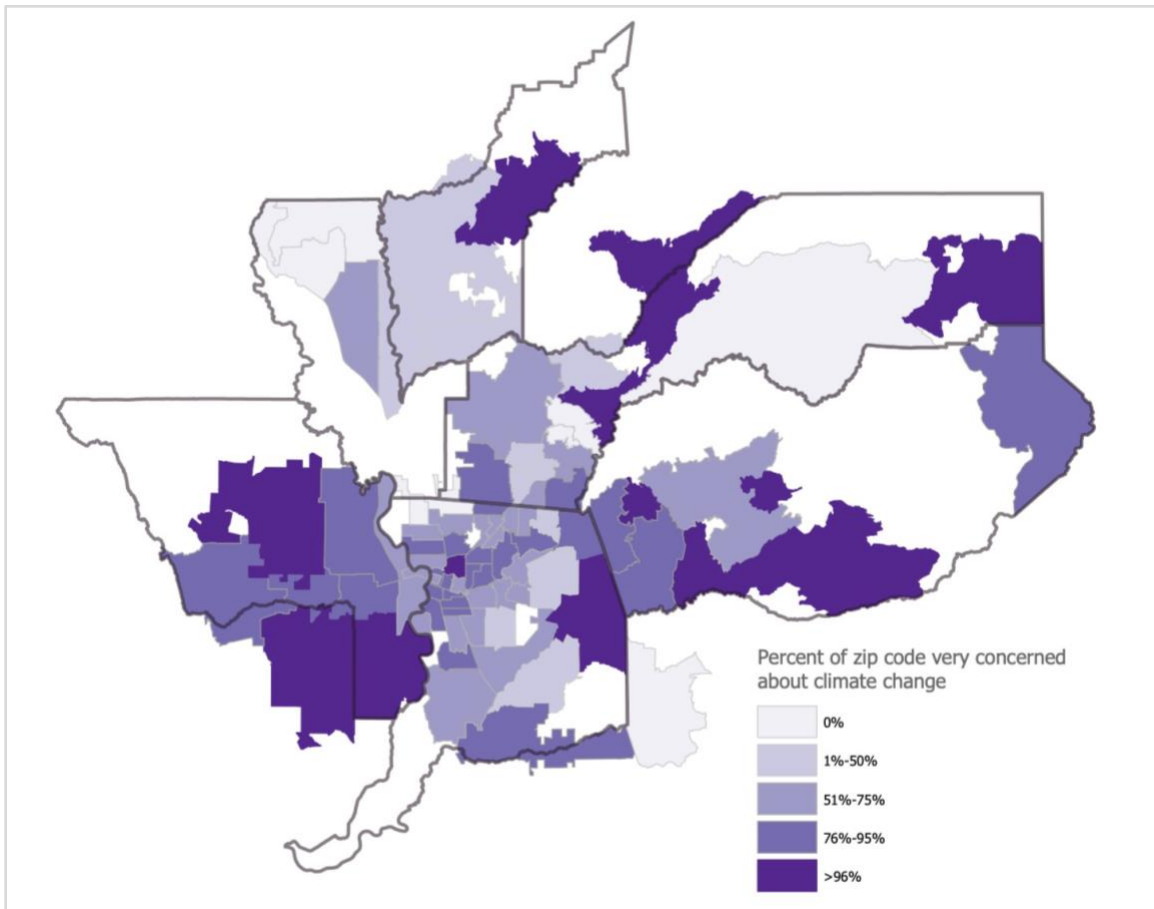 Percent of zip code very concerned
about climate change
0%
1%-50%
51%-75%
76%-95%
>96%